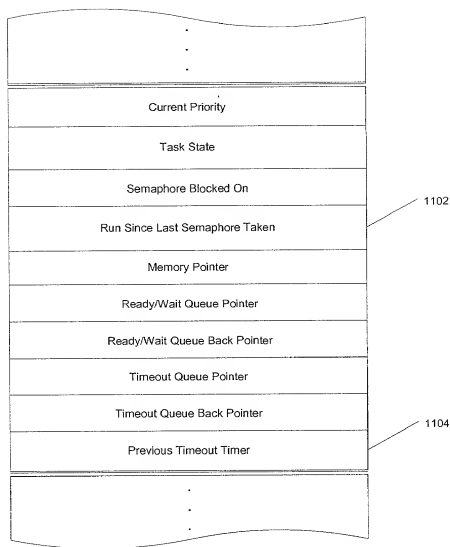 Current Priority
Task State
Semaphore Blocked On
Run Since Last Semaphore Taken
1102
Memory Pointer
Ready/Wait Queue Pointer
Ready/Wait Queue Back Pointer
Timeout Queue Pointer
Timeout Queue Back Pointer
1104
Previous Timeout Timer